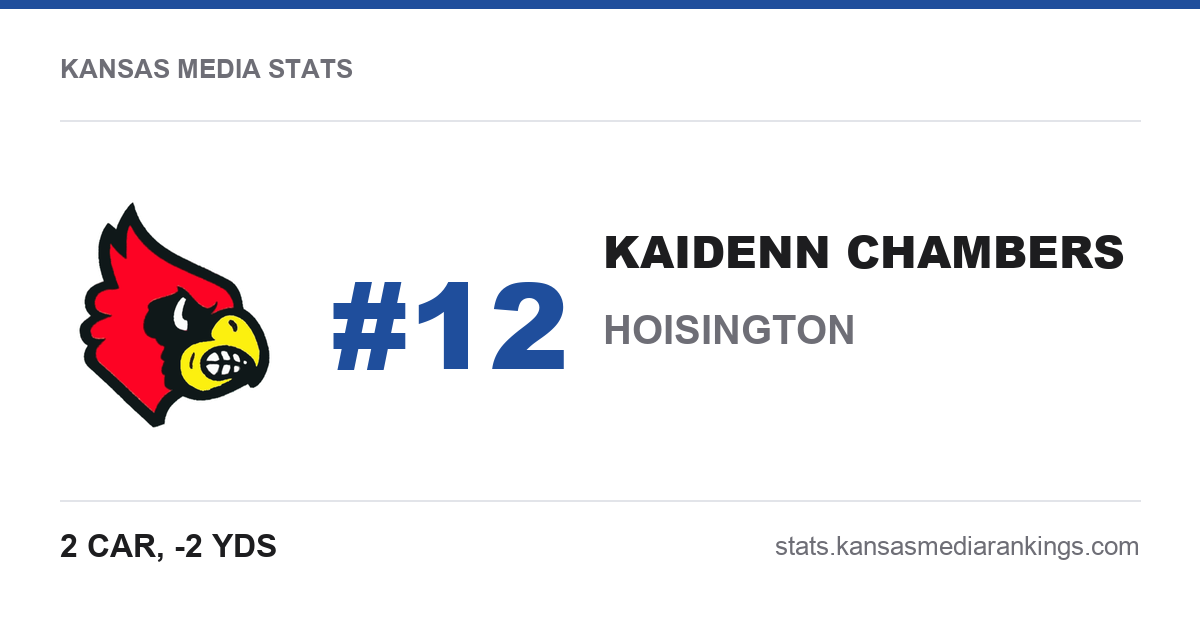 KANSAS MEDIA STATS
#12
KAIDENN CHAMBERS
HOISINGTON
2 CAR, -2 YDS
stats.kansasmediarankings.com